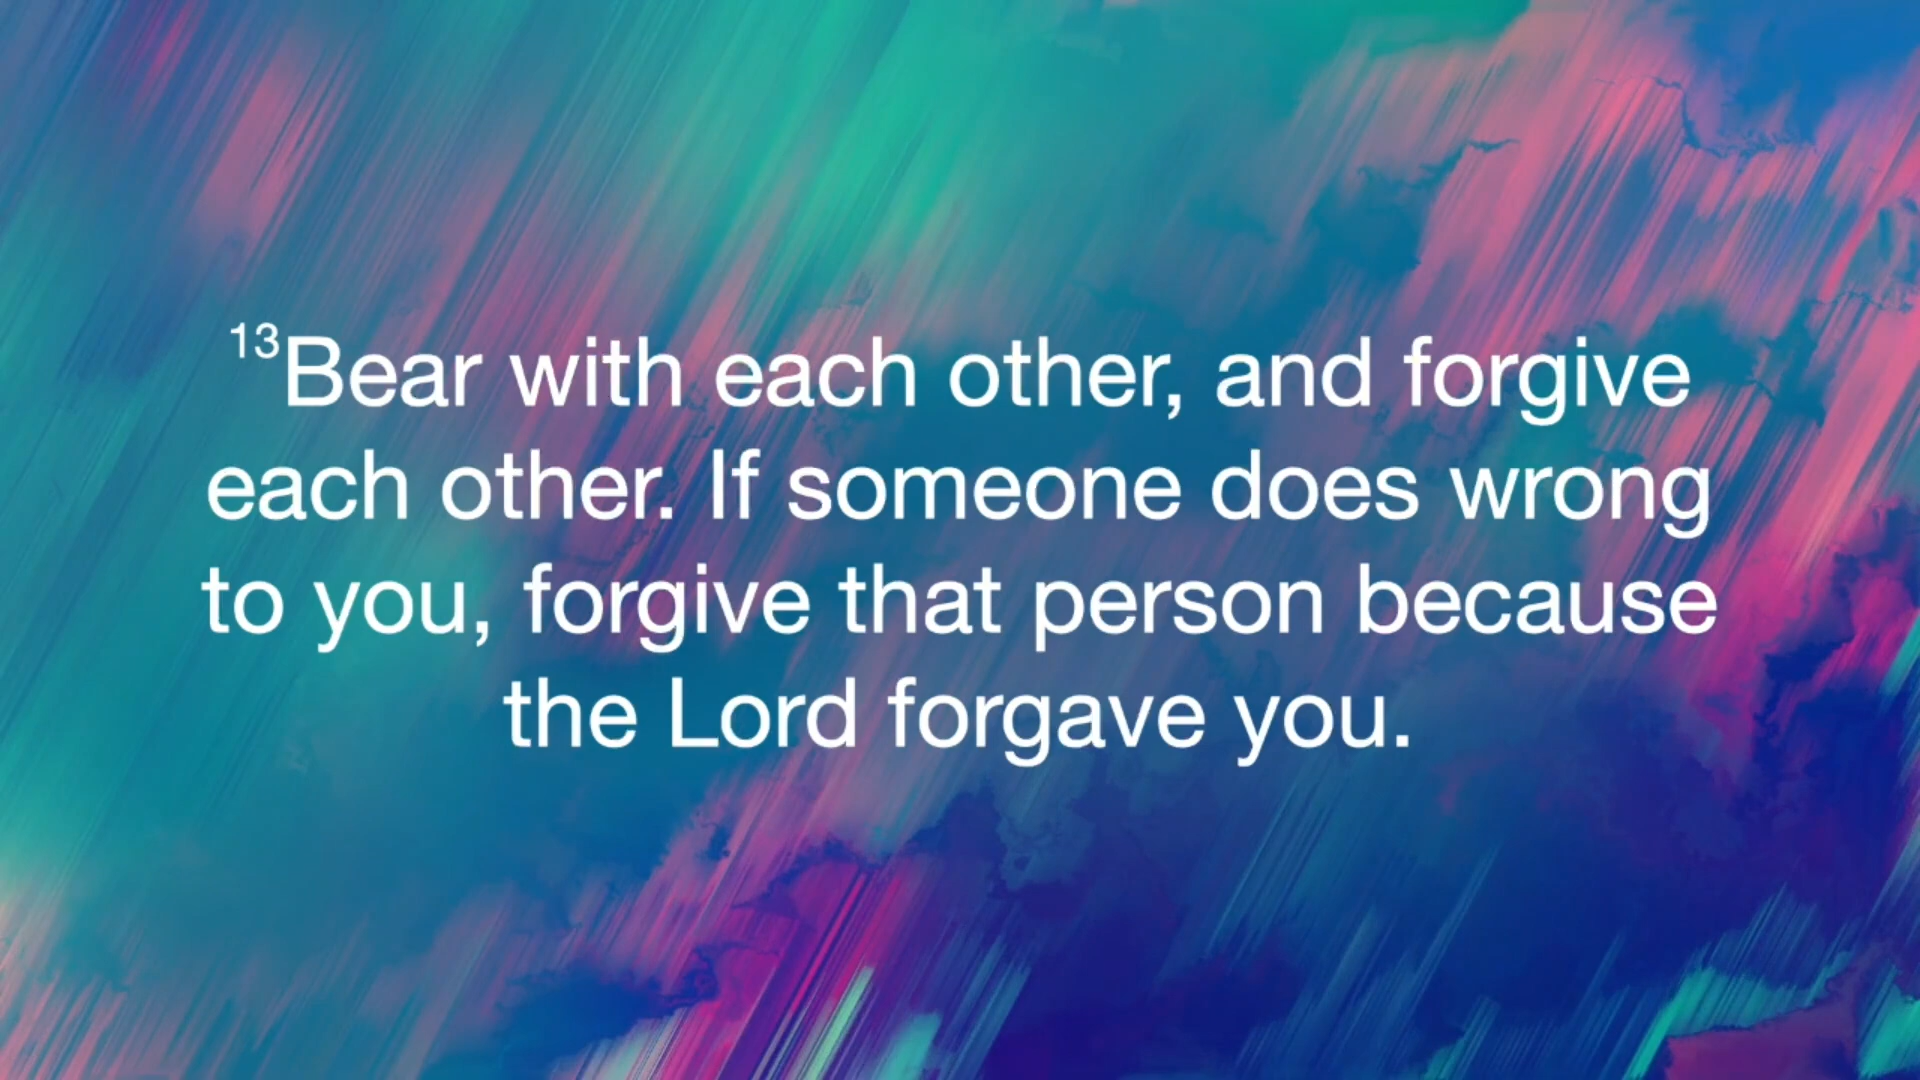 13Bear with each other, and forgive
each other. If someone does wrong
to you, forgive that person because
the Lord forgave you.